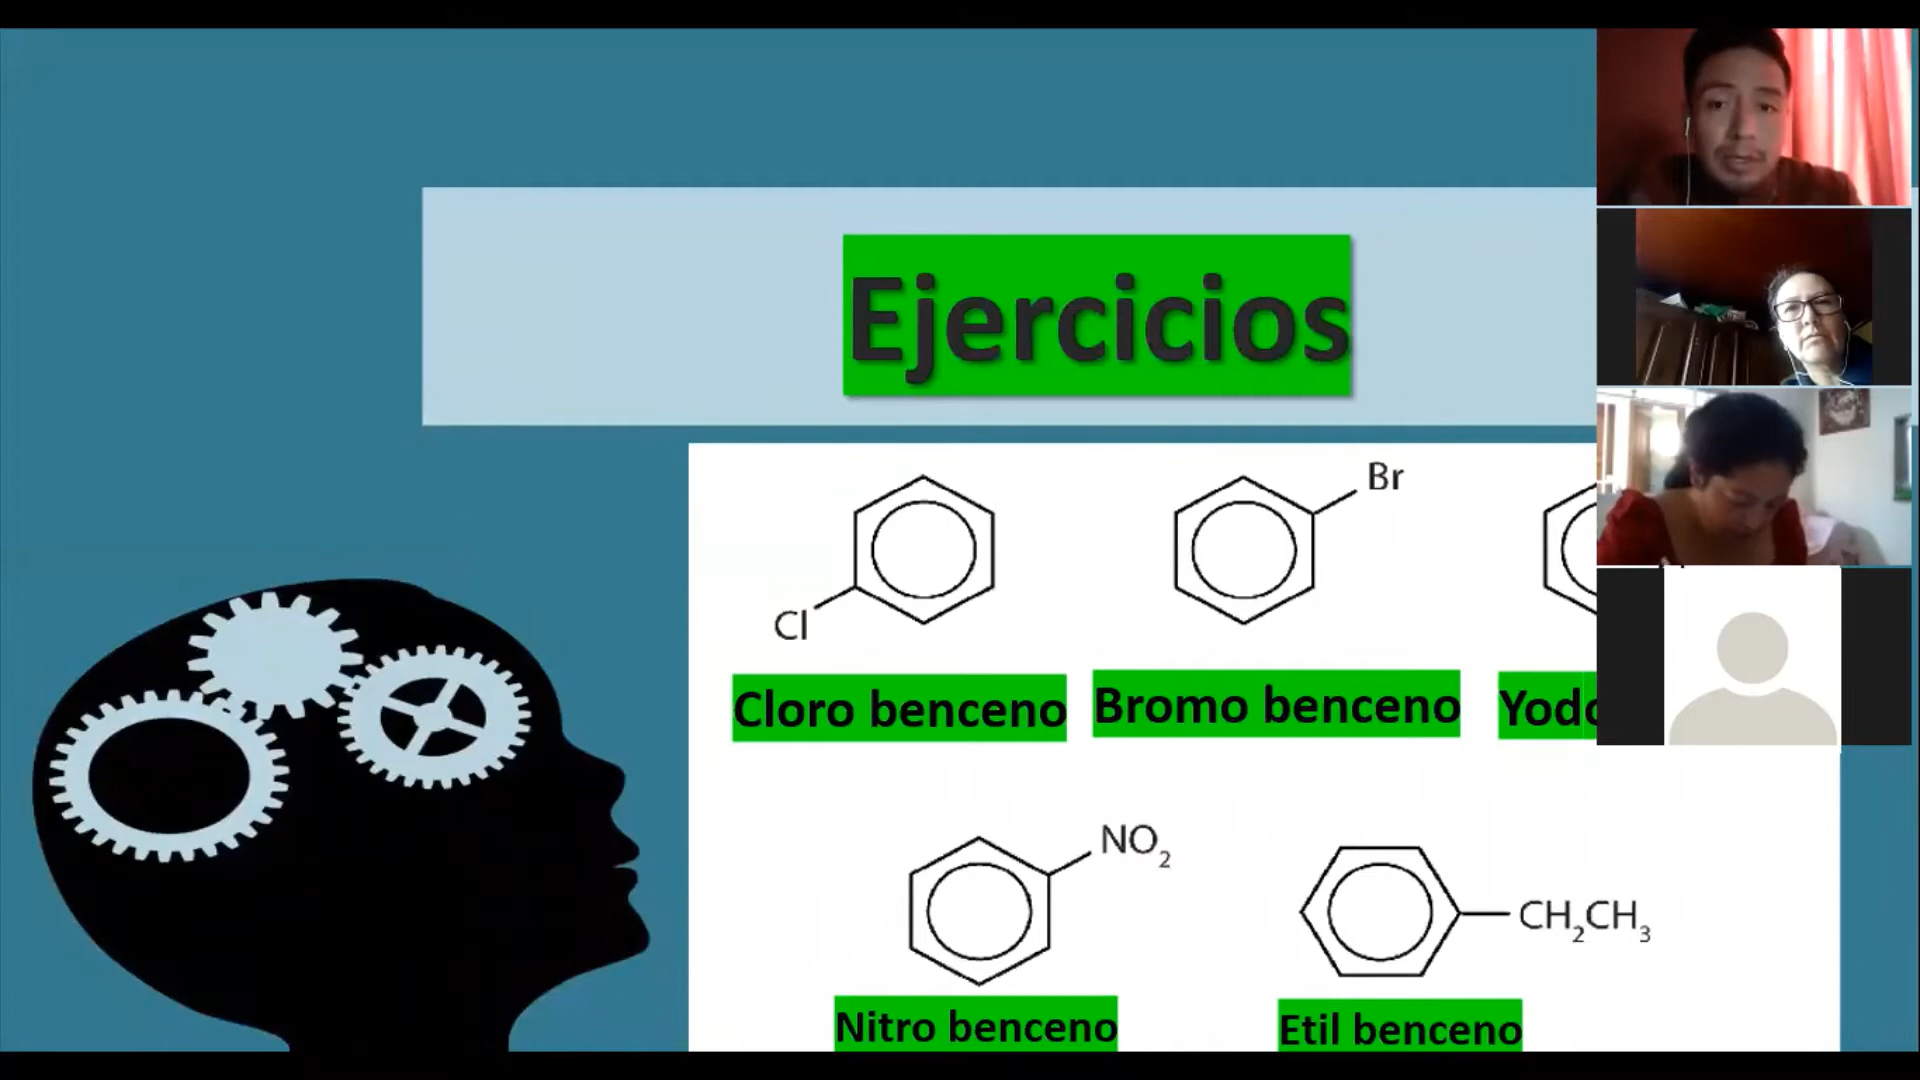 Ejercicios
Br
Cl
Cloro benceno
Bromo benceno
NO2
CH2CH3
Nitro benceno
Etil benceno